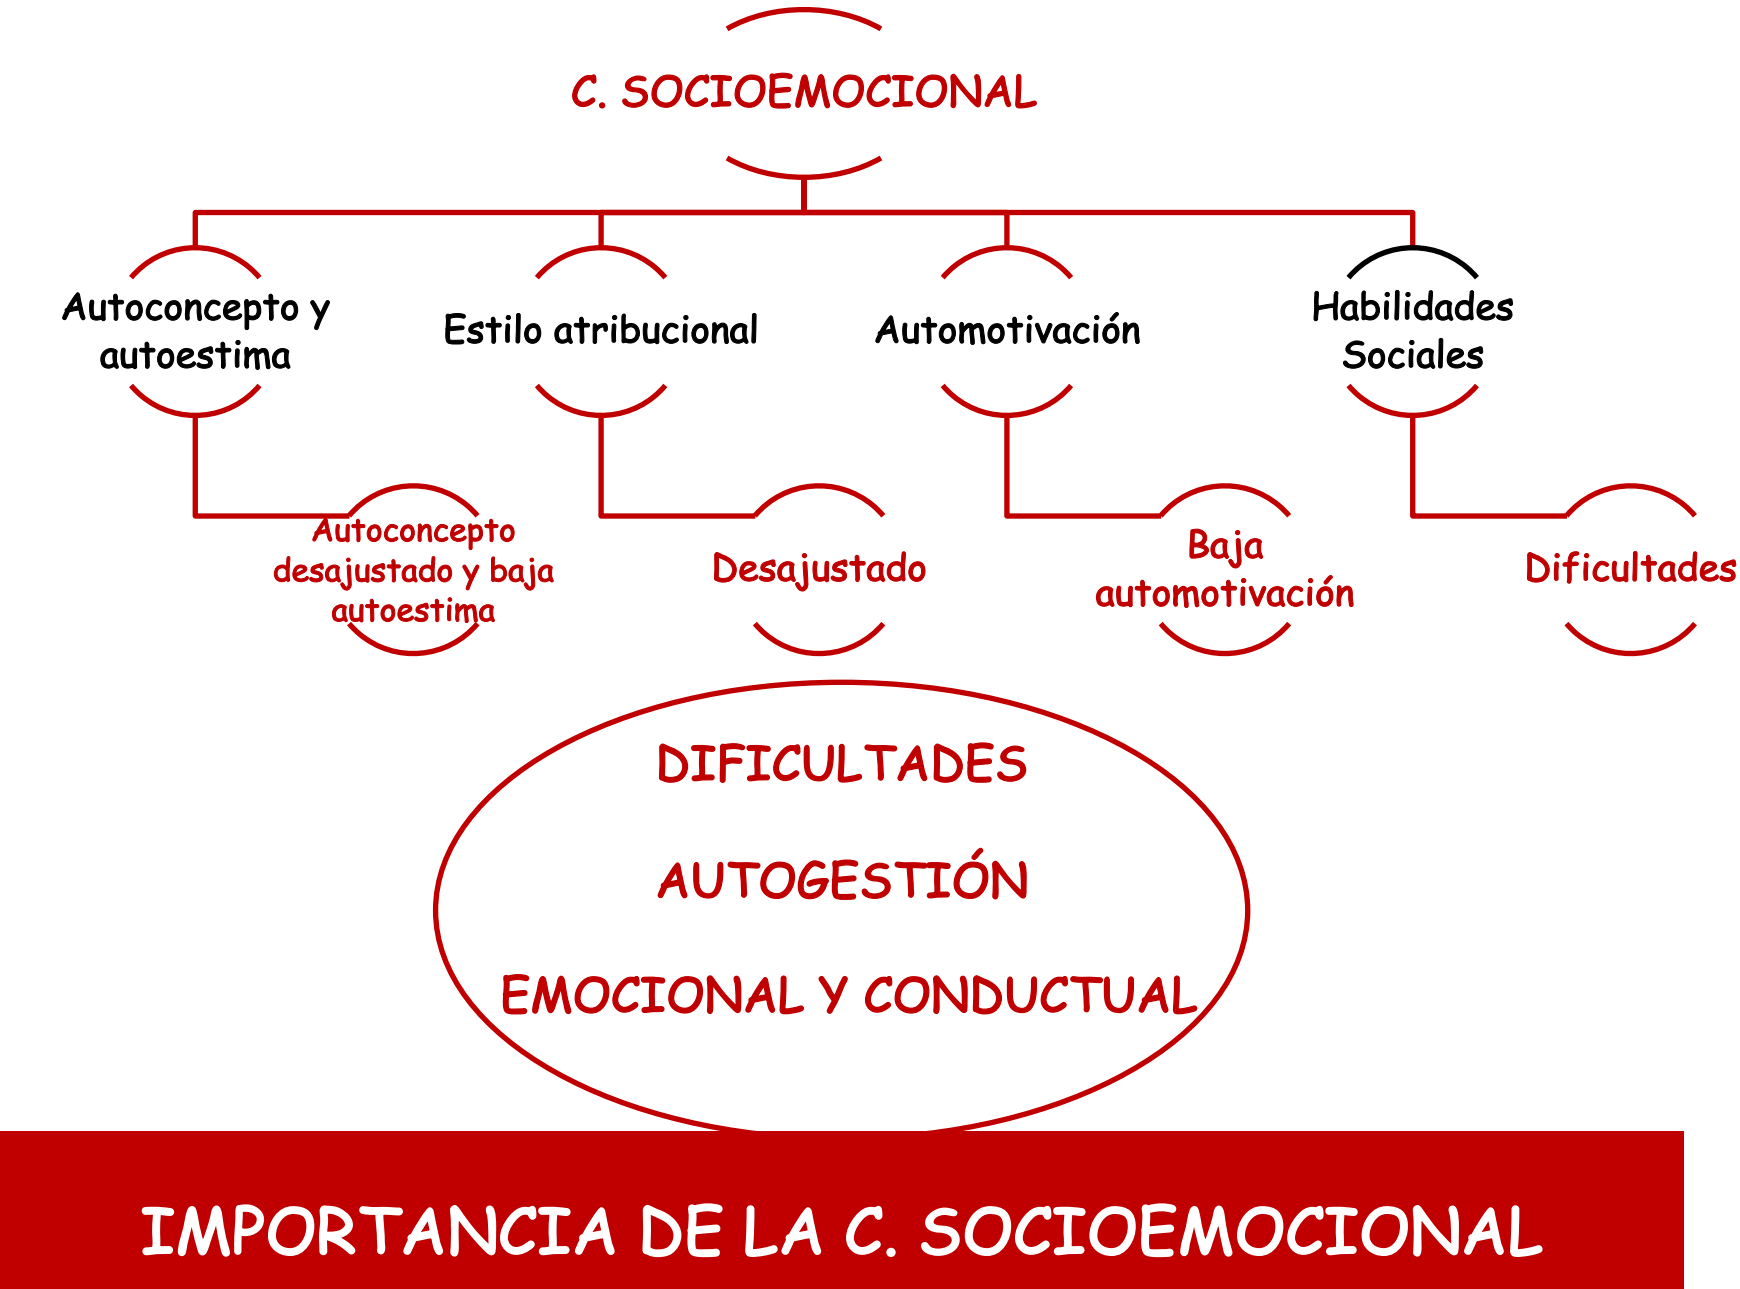 C. SOCIOEMOCIONAL
Autoconcepto y
autoestima
Estilo atribucional
Automotivación
Habilidades
Sociales
Autoconcepto
desajustado y baja
autoestima
Desajustado
Baja
automotivación
Dificultades
DIFICULTADES
AUTOGESTIÓN
EMOCIONAL Y CONDUCTUAL
IMPORTANCIA DE LA C. SOCIOEMOCIONAL